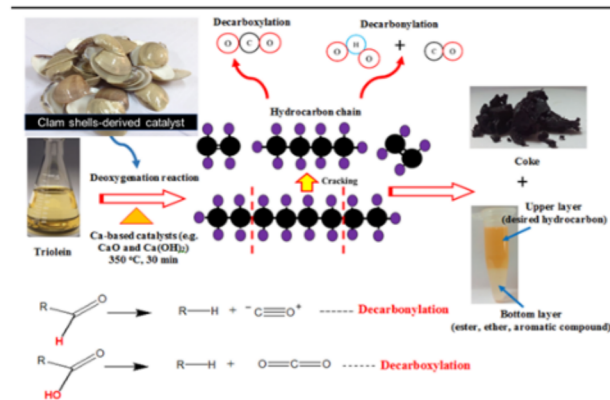 Decarboxylation
Decarbonylation
O C O
H
O O
+
C O
Clam shells-derived catalyst
Hydrocarbon chain
Deoxygenation reaction
Cracking
Triolein
Ca-based catalysts (e.g.
CaO and Ca(OH)₂)
350 °C, 30 min
Coke
+
Upper layer
(desired hydrocarbon)
Bottom layer
(ester, ether, aromatic compound)
R O H
R—H + ⁻C≡O⁺ ------ Decarbonylation
R O HO
R—H + O=C=O ------ Decarboxylation